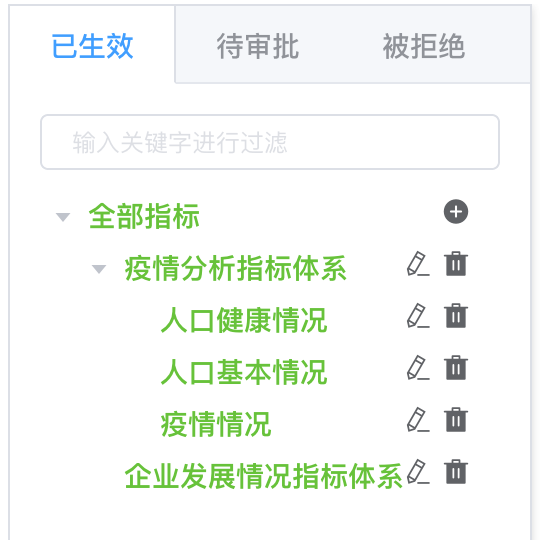 已生效 待审批 被拒绝
输入关键字进行过滤
全部指标
疫情分析指标体系
人口健康情况
人口基本情况
疫情情况
企业发展情况指标体系